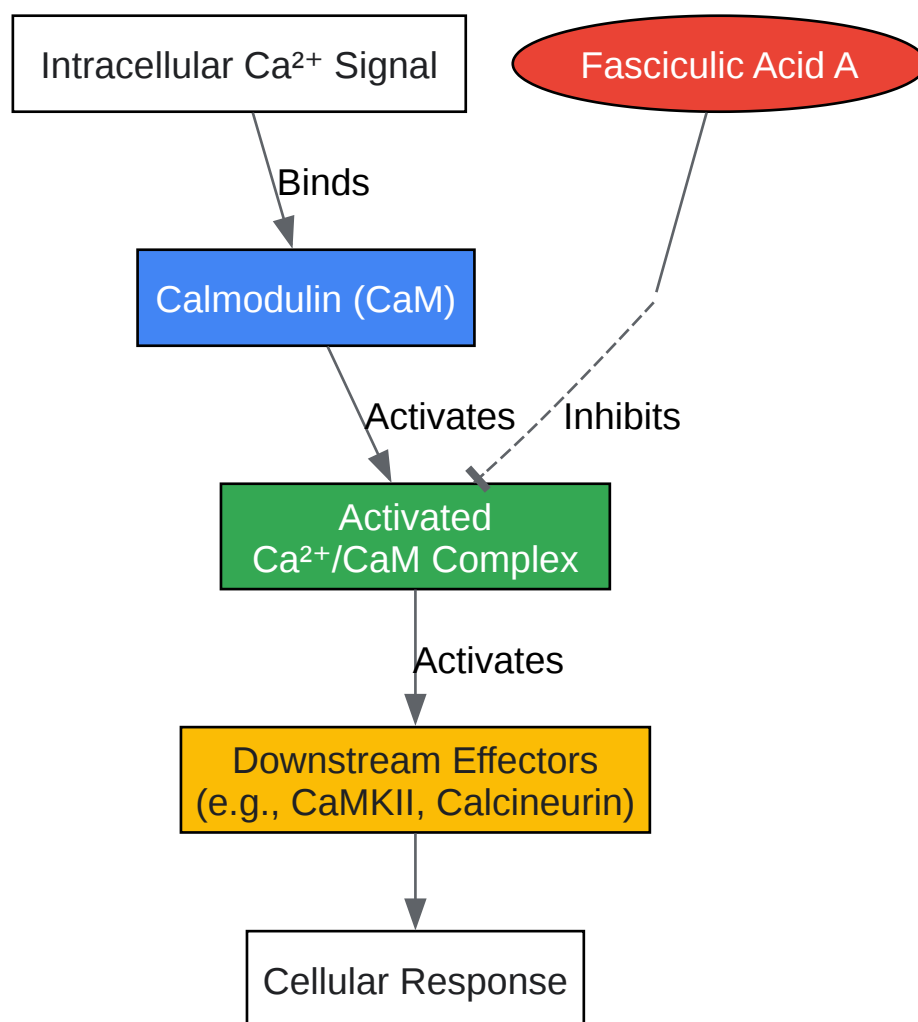 Intracellular Ca²⁺ Signal
Fasciculic Acid A
Binds
Calmodulin (CaM)
Activates
Inhibits
Activated
Ca²⁺/CaM Complex
Activates
Downstream Effectors
(e.g., CaMKII, Calcineurin)
Cellular Response